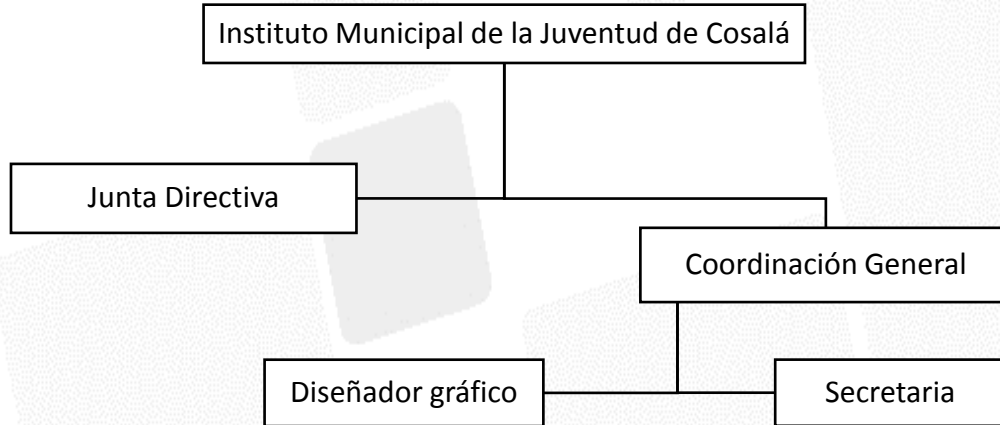 Instituto Municipal de la Juventud de Cosalá
Junta Directiva
Coordinación General
Diseñador gráfico
Secretaria